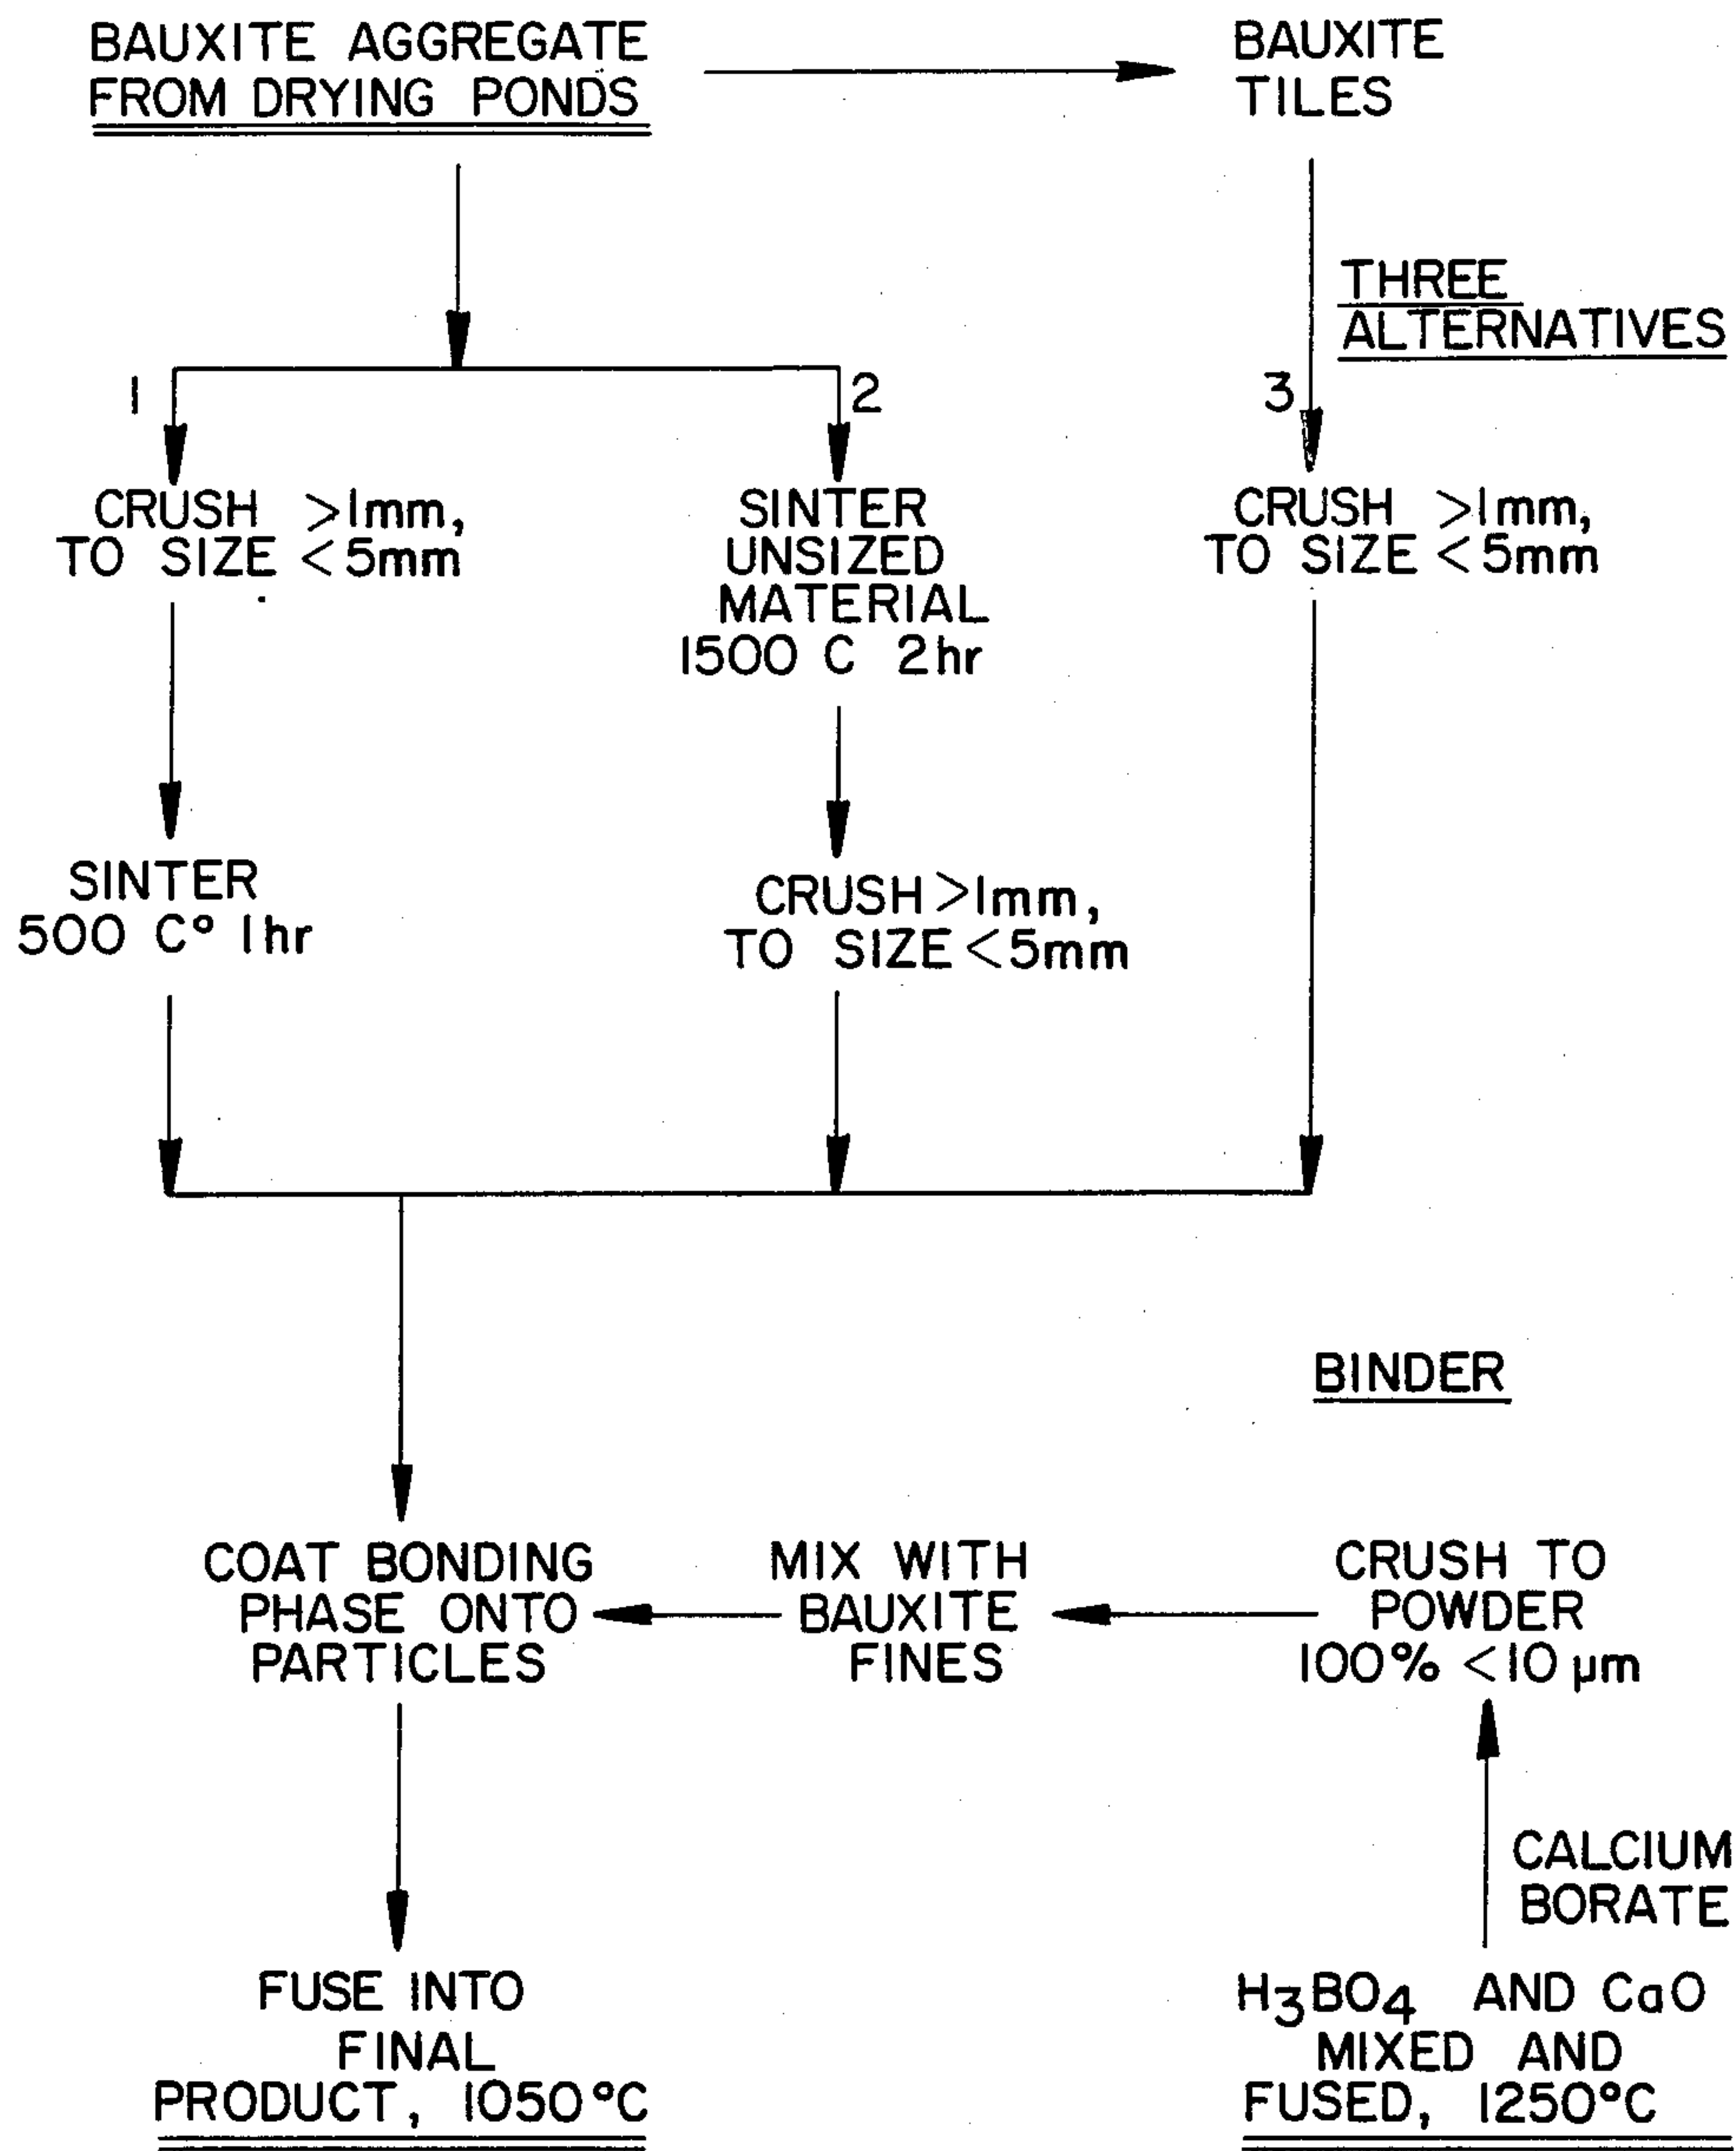 BAUXITE AGGREGATE
FROM DRYING PONDS
BAUXITE
TILES
THREE
ALTERNATIVES
1
2
3
CRUSH >1mm,
TO SIZE <5mm
SINTER
UNSIZED
MATERIAL
1500 C 2hr
CRUSH >1mm,
TO SIZE <5mm
SINTER
500 C° 1hr
CRUSH >1mm,
TO SIZE <5mm
BINDER
COAT BONDING
PHASE ONTO
PARTICLES
MIX WITH
BAUXITE
FINES
CRUSH TO
POWDER
100% <10 µm
CALCIUM
BORATE
FUSE INTO
FINAL
PRODUCT, 1050°C
H3BO4 AND CaO
MIXED AND
FUSED, 1250°C